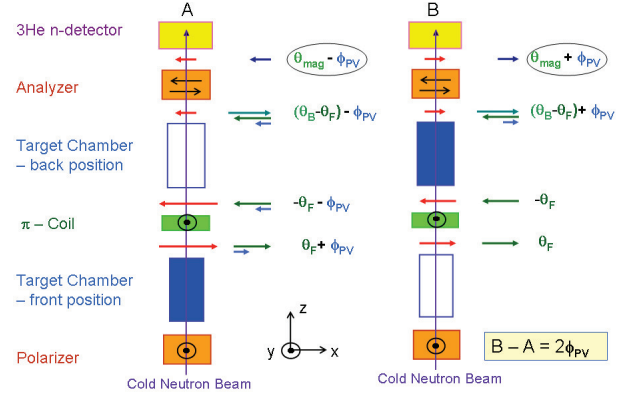 A
B
3He n-detector
θmag - ϕPV
θmag + ϕPV
Analyzer
(θB-θF) - ϕPV
(θB-θF)+ ϕPV
Target Chamber
– back position
-θF - ϕPV
-θF
π – Coil
θF+ ϕPV
θF
Target Chamber
– front position
z
y
x
Polarizer
B – A = 2ϕPV
Cold Neutron Beam
Cold Neutron Beam